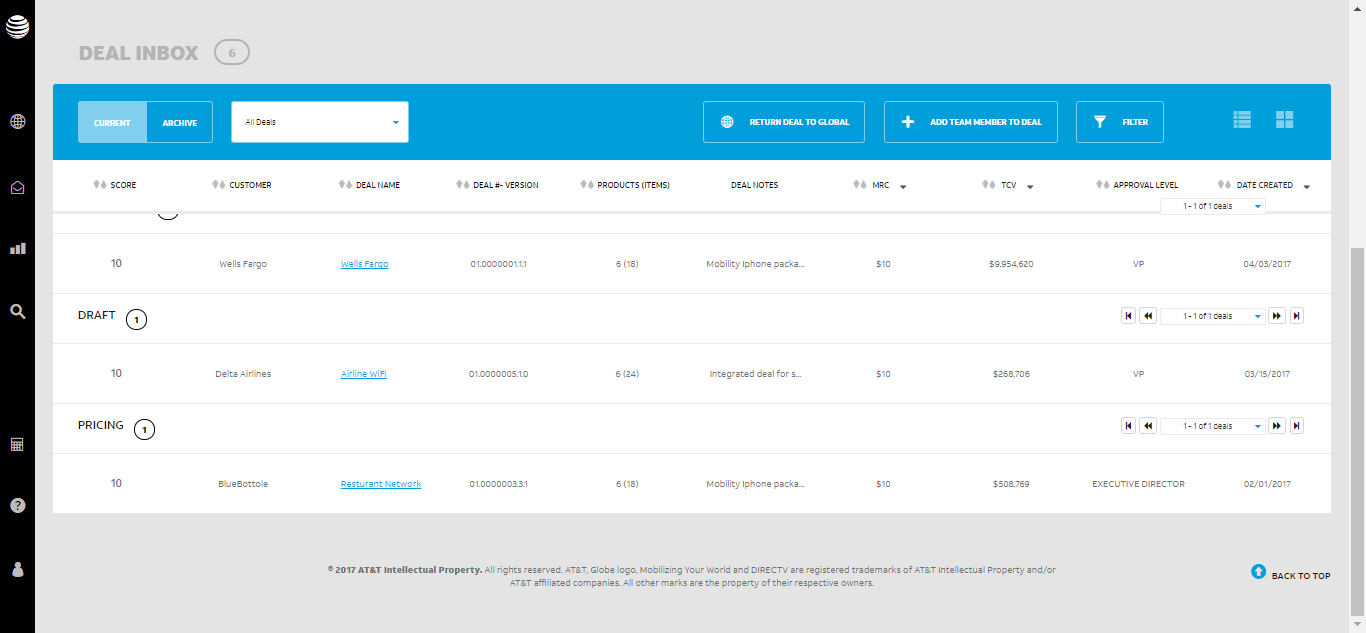 DEAL INBOX 6
CURRENT ARCHIVE All Deals RETURN DEAL TO GLOBAL ADD TEAM MEMBER TO DEAL FILTER
SCORE CUSTOMER DEAL NAME DEAL #- VERSION PRODUCTS (ITEMS) DEAL NOTES MRC TCV APPROVAL LEVEL DATE CREATED
1 - 1 of 1 deals
10 Wells Fargo Wells Fargo 01.0000001.1.1 6 (18) Mobility Iphone packa... $10 $9,954,620 VP 04/03/2017
DRAFT 1 1 - 1 of 1 deals
10 Delta Airlines Airline WiFi 01.0000005.1.0 6 (24) Integrated deal for s... $10 $268,706 VP 03/15/2017
PRICING 1 1 - 1 of 1 deals
10 BlueBottole Resturant Network 01.0000003.3.1 6 (18) Mobility Iphone packa... $10 $508,769 EXECUTIVE DIRECTOR 02/01/2017
© 2017 AT&T Intellectual Property. All rights reserved. AT&T, Globe logo, Mobilizing Your World and DIRECTV are registered trademarks of AT&T Intellectual Property and/or
AT&T affiliated companies. All other marks are the property of their respective owners.
BACK TO TOP